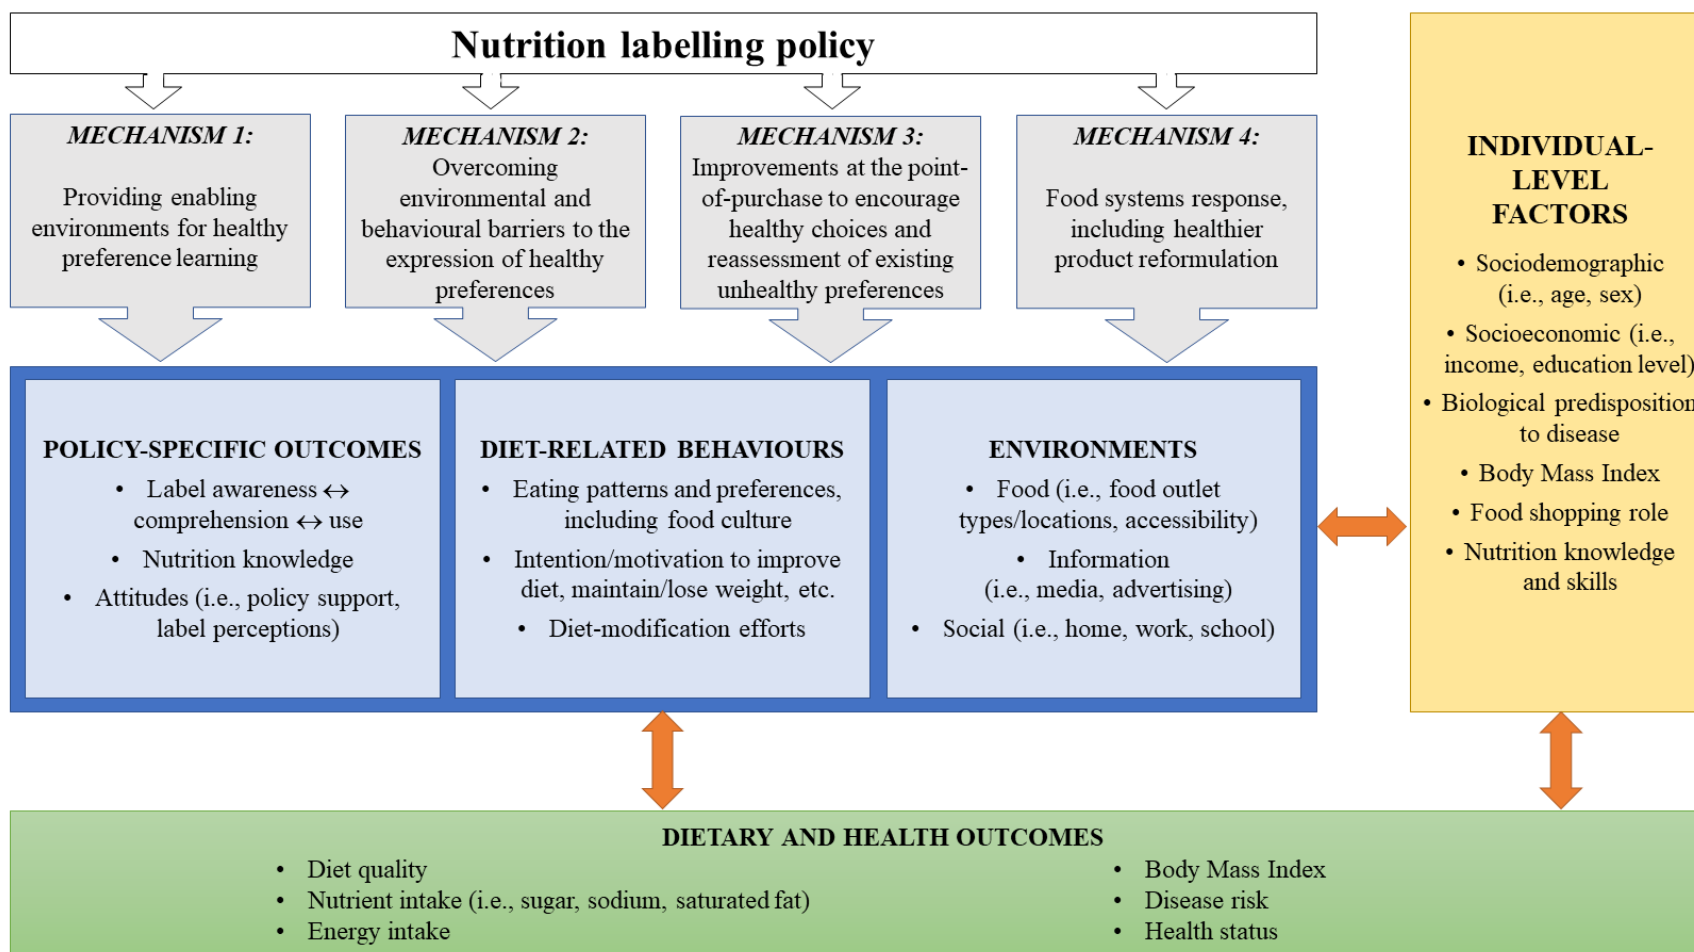 Nutrition labelling policy
MECHANISM 1:
Providing enabling
environments for healthy
preference learning
MECHANISM 2:
Overcoming
environmental and
behavioural barriers to the
expression of healthy
preferences
MECHANISM 3:
Improvements at the point-
of-purchase to encourage
healthy choices and
reassessment of existing
unhealthy preferences
MECHANISM 4:
Food systems response,
including healthier
product reformulation
POLICY-SPECIFIC OUTCOMES
• Label awareness ↔
comprehension ↔ use
• Nutrition knowledge
• Attitudes (i.e., policy support,
label perceptions)
DIET-RELATED BEHAVIOURS
• Eating patterns and preferences,
including food culture
• Intention/motivation to improve
diet, maintain/lose weight, etc.
• Diet-modification efforts
ENVIRONMENTS
• Food (i.e., food outlet
types/locations, accessibility)
• Information
(i.e., media, advertising)
• Social (i.e., home, work, school)
INDIVIDUAL-
LEVEL
FACTORS
• Sociodemographic
(i.e., age, sex)
• Socioeconomic (i.e.,
income, education level)
• Biological predisposition
to disease
• Body Mass Index
• Food shopping role
• Nutrition knowledge
and skills
DIETARY AND HEALTH OUTCOMES
• Diet quality
• Nutrient intake (i.e., sugar, sodium, saturated fat)
• Energy intake
• Body Mass Index
• Disease risk
• Health status